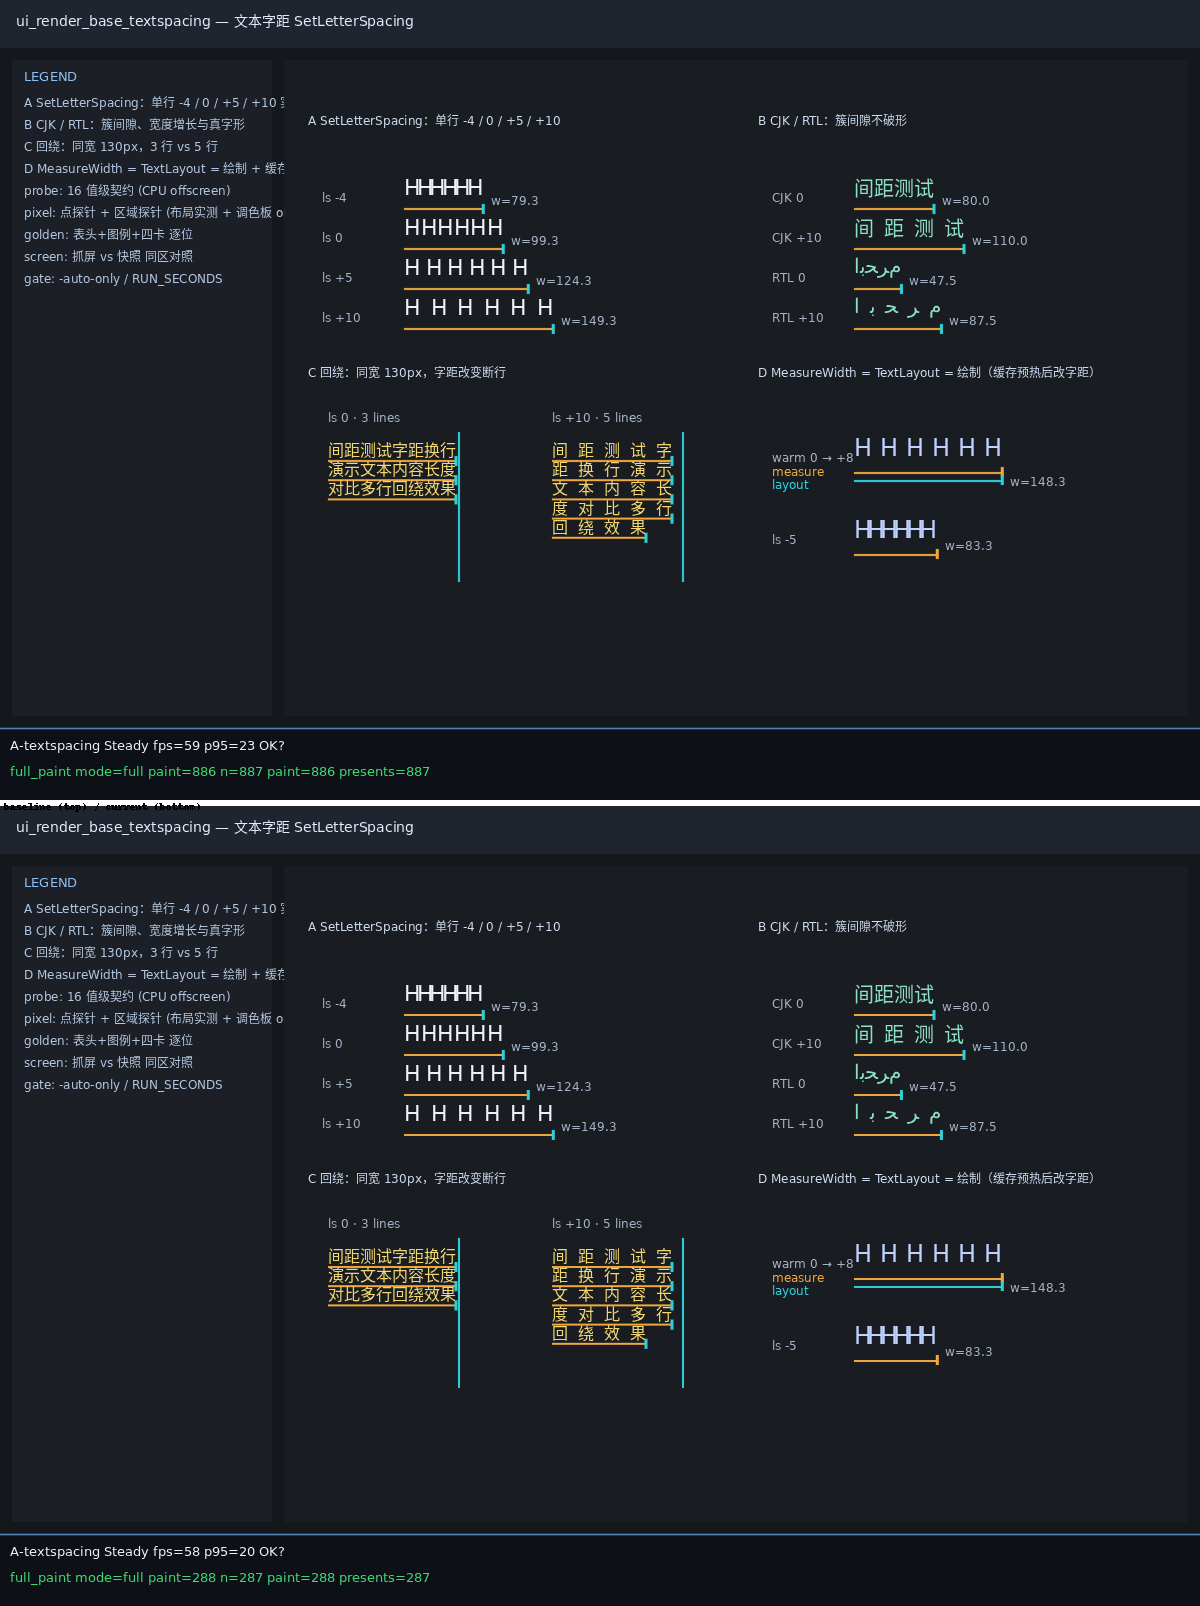 ui_render_base_textspacing — 文本字距 SetLetterSpacing
LEGEND
A SetLetterSpacing：单行 -4 / 0 / +5 / +10
B CJK / RTL：簇间隙、宽度增长与真字形
C 回绕：同宽 130px，3 行 vs 5 行
D MeasureWidth = TextLayout = 绘制 + 缓存
probe: 16 值级契约 (CPU offscreen)
pixel: 点探针 + 区域探针 (布局实测 + 调色板 o
golden: 表头+图例+四卡 逐位
screen: 抓屏 vs 快照 同区对照
gate: -auto-only / RUN_SECONDS
A SetLetterSpacing：单行 -4 / 0 / +5 / +10
ls -4 HHHHHH w=79.3
ls 0 HHHHHH w=99.3
ls +5 H H H H H H w=124.3
ls +10 H H H H H H w=149.3
B CJK / RTL：簇间隙不破形
CJK 0 间距测试 w=80.0
CJK +10 间 距 测 试 w=110.0
RTL 0 مرحبا w=47.5
RTL +10 م ر ح ب ا w=87.5
C 回绕：同宽 130px，字距改变断行
ls 0 · 3 lines
间距测试字距换行
演示文本内容长度
对比多行回绕效果
ls +10 · 5 lines
间 距 测 试 字
距 换 行 演 示
文 本 内 容 长
度 对 比 多 行
回 绕 效 果
D MeasureWidth = TextLayout = 绘制（缓存预热后改字距）
warm 0 → +8 H H H H H H
measure
layout w=148.3
ls -5 HHHHHH w=83.3
A-textspacing Steady fps=59 p95=23 OK?
full_paint mode=full paint=886 n=887 paint=886 presents=887
baseline (top) / current (bottom)
ui_render_base_textspacing — 文本字距 SetLetterSpacing
LEGEND
A SetLetterSpacing：单行 -4 / 0 / +5 / +10
B CJK / RTL：簇间隙、宽度增长与真字形
C 回绕：同宽 130px，3 行 vs 5 行
D MeasureWidth = TextLayout = 绘制 + 缓存
probe: 16 值级契约 (CPU offscreen)
pixel: 点探针 + 区域探针 (布局实测 + 调色板 o
golden: 表头+图例+四卡 逐位
screen: 抓屏 vs 快照 同区对照
gate: -auto-only / RUN_SECONDS
A SetLetterSpacing：单行 -4 / 0 / +5 / +10
ls -4 HHHHHH w=79.3
ls 0 HHHHHH w=99.3
ls +5 H H H H H H w=124.3
ls +10 H H H H H H w=149.3
B CJK / RTL：簇间隙不破形
CJK 0 间距测试 w=80.0
CJK +10 间 距 测 试 w=110.0
RTL 0 مرحبا w=47.5
RTL +10 م ر ح ب ا w=87.5
C 回绕：同宽 130px，字距改变断行
ls 0 · 3 lines
间距测试字距换行
演示文本内容长度
对比多行回绕效果
ls +10 · 5 lines
间 距 测 试 字
距 换 行 演 示
文 本 内 容 长
度 对 比 多 行
回 绕 效 果
D MeasureWidth = TextLayout = 绘制（缓存预热后改字距）
warm 0 → +8 H H H H H H
measure
layout w=148.3
ls -5 HHHHHH w=83.3
A-textspacing Steady fps=58 p95=20 OK?
full_paint mode=full paint=288 n=287 paint=288 presents=287